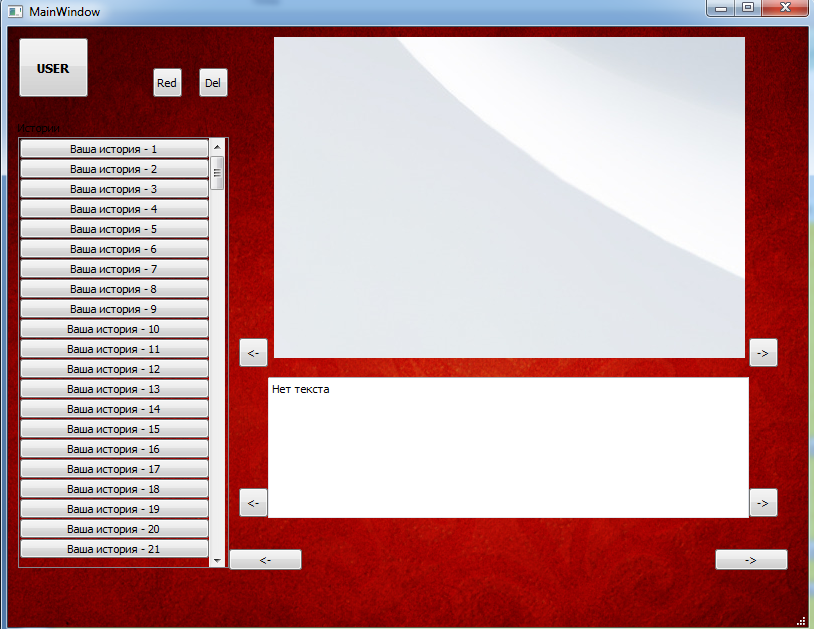 MainWindow
USER
Red
Del
Истории...
Ваша история - 1
Ваша история - 2
Ваша история - 3
Ваша история - 4
Ваша история - 5
Ваша история - 6
Ваша история - 7
Ваша история - 8
Ваша история - 9
Ваша история - 10
Ваша история - 11
Ваша история - 12
Ваша история - 13
Ваша история - 14
Ваша история - 15
Ваша история - 16
Ваша история - 17
Ваша история - 18
Ваша история - 19
Ваша история - 20
Ваша история - 21
<-
->
Нет текста
<-
->
<-
->